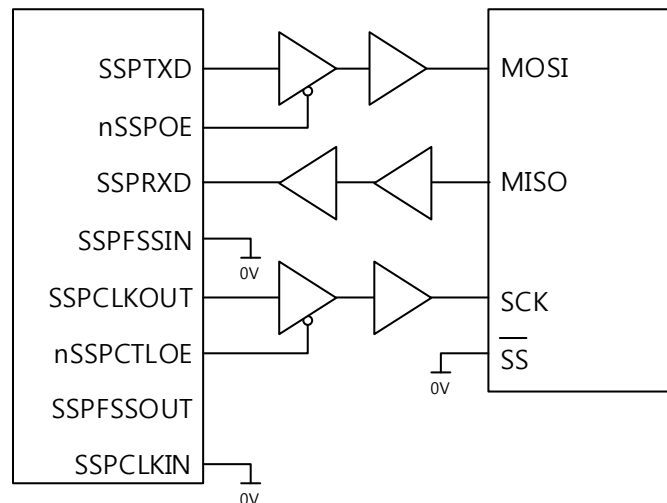 SSPTXD
nSSPOE
SSPRXD
SSPFSSIN
0V
SSPCLKOUT
nSSPCTLOE
SSPFSSOUT
SSPCLKIN
0V
MOSI
MISO
SCK
SS
0V